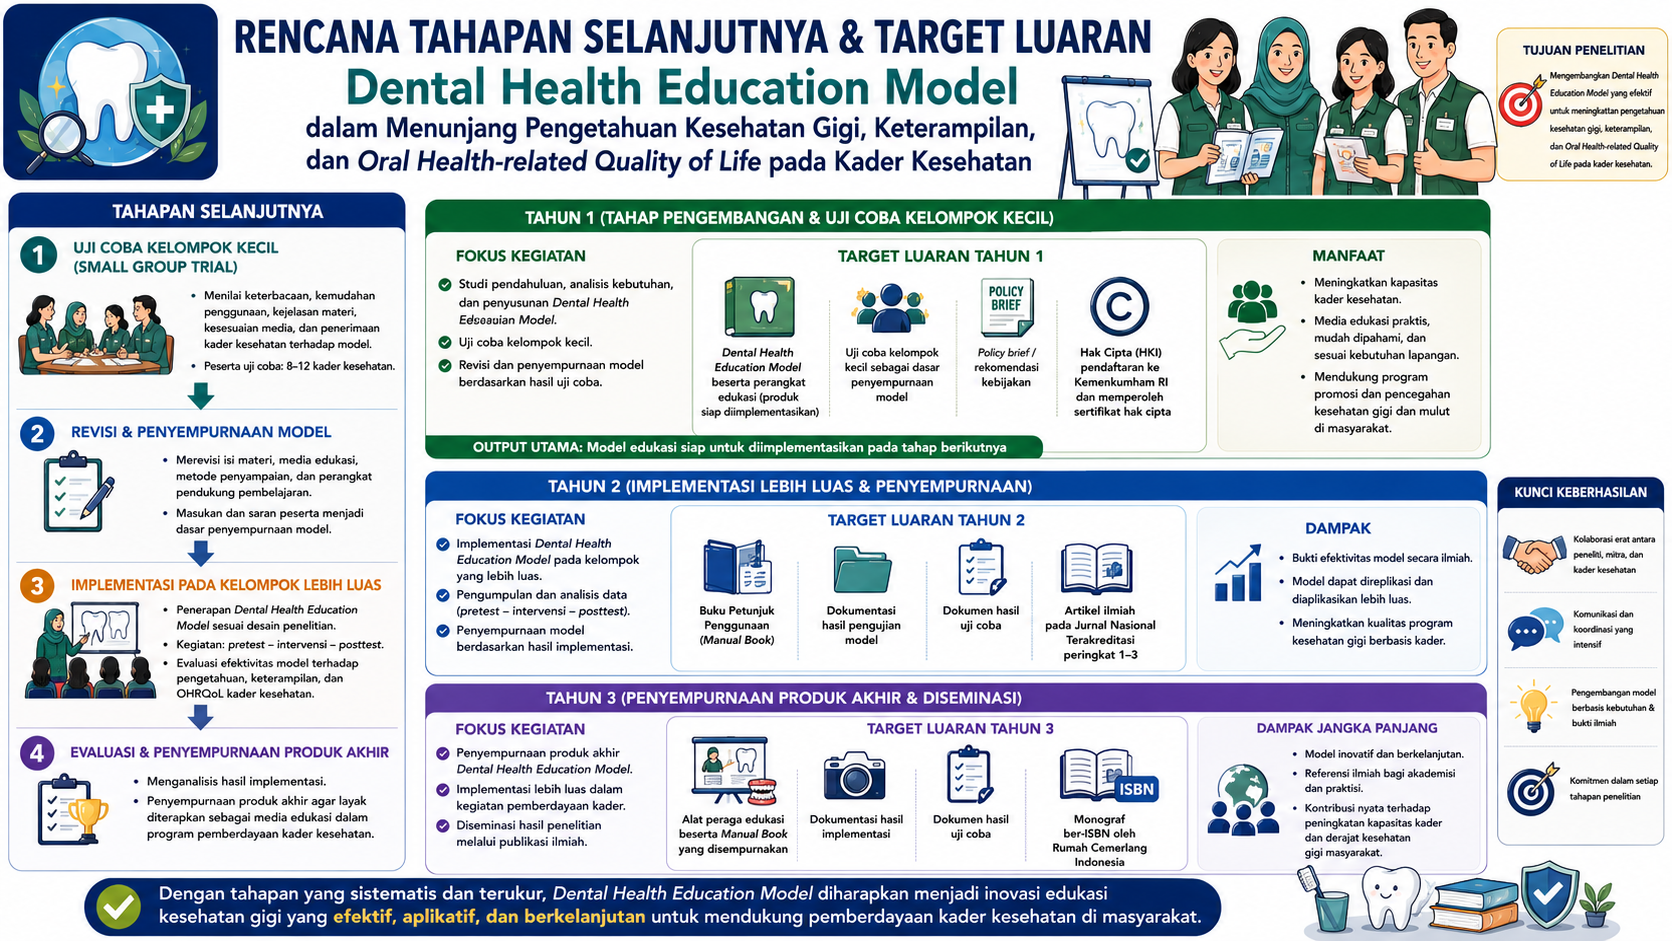 RENCANA TAHAPAN SELANJUTNYA & TARGET LUARAN
Dental Health Education Model
dalam Menunjang Pengetahuan Kesehatan Gigi, Keterampilan,
dan Oral Health-related Quality of Life pada Kader Kesehatan
TUJUAN PENELITIAN
Mengembangkan Dental Health
Education Model yang efektif
untuk meningkattan pengetahuan
kesehatan gigi, keterampilan,
dan Oral Health-related Quality
of Life pada kader kesehatan.
TAHAPAN SELANJUTNYA
1
UJI COBA KELOMPOK KECIL
(SMALL GROUP TRIAL)
• Menilai keterbacaan, kemudahan
penggunaan, kejelasan materi,
kesesuaian media, dan penerimaan
kader kesehatan terhadap model.
• Peserta uji coba: 8–12 kader kesehatan.
2
REVISI & PENYEMPURNAAN MODEL
• Merevisi isi materi, media edukasi,
metode penyampaian, dan perangkat
pendukung pembelajaran.
• Masukan dan saran peserta menjadi
dasar penyempurnaan model.
3
IMPLEMENTASI PADA KELOMPOK LEBIH LUAS
• Penerapan Dental Health Education
Model sesuai desain penelitian.
• Kegiatan: pretest – intervensi – posttest.
• Evaluasi efektivitas model terhadap
pengetahuan, keterampilan, dan
OHRQoL kader kesehatan.
4
EVALUASI & PENYEMPURNAAN PRODUK AKHIR
• Menganalisis hasil implementasi.
• Penyempurnaan produk akhir agar layak
diterapkan sebagai media edukasi dalam
program pemberdayaan kader kesehatan.
TAHUN 1 (TAHAP PENGEMBANGAN & UJI COBA KELOMPOK KECIL)
FOKUS KEGIATAN
Studi pendahuluan, analisis kebutuhan,
dan penyusunan Dental Health
Model.
Uji coba kelompok kecil.
Revisi dan penyempurnaan model
berdasarkan hasil uji coba.
TARGET LUARAN TAHUN 1
Dental Health
Education Model
beserta perangkat
edukasi (produk
siap diimplementasikan)
Uji coba kelompok
kecil sebagai dasar
penyempurnaan
model
POLICY
BRIEF
Policy brief /
rekomendasi
kebijakan
C
Hak Cipta (HKI)
pendaftaran ke
Kemenkumham RI
dan memperoleh
sertifikat hak cipta
MANFAAT
• Meningkatkan kapasitas
kader kesehatan.
• Media edukasi praktis,
mudah dipahami, dan
sesuai kebutuhan lapangan.
• Mendukung program
promosi dan pencegahan
kesehatan gigi dan mulut
di masyarakat.
OUTPUT UTAMA: Model edukasi siap untuk diimplementasikan pada tahap berikutnya
TAHUN 2 (IMPLEMENTASI LEBIH LUAS & PENYEMPURNAAN)
FOKUS KEGIATAN
Implementasi Dental Health
Education Model pada kelompok
yang lebih luas.
Pengumpulan dan analisis data
(pretest – intervensi – posttest).
Penyempurnaan model
berdasarkan hasil implementasi.
TARGET LUARAN TAHUN 2
Buku Petunjuk
Penggunaan
(Manual Book)
Dokumentasi
hasil pengujian
model
Dokumen hasil
uji coba
Artikel ilmiah
pada Jurnal Nasional
Terakreditasi
peringkat 1–3
DAMPAK
• Bukti efektivitas model secara ilmiah.
• Model dapat direplikasi dan
diaplikasikan lebih luas.
• Meningkatkan kualitas program
kesehatan gigi berbasis kader.
TAHUN 3 (PENYEMPURNAAN PRODUK AKHIR & DISEMINASI)
FOKUS KEGIATAN
Penyempurnaan produk akhir
Dental Health Education Model.
Implementasi lebih luas dalam
kegiatan pemberdayaan kader.
Diseminasi hasil penelitian
melalui publikasi ilmiah.
TARGET LUARAN TAHUN 3
Alat peraga edukasi
beserta Manual Book
yang disempurnakan
Dokumentasi hasil
implementasi
Dokumen hasil
uji coba
ISBN
Monograf
ber-ISBN oleh
Rumah Cemerlang
Indonesia
DAMPAK JANGKA PANJANG
• Model inovatif dan berkelanjutan.
• Referensi ilmiah bagi akademisi
dan praktisi.
• Kontribusi nyata terhadap
peningkatan kapasitas kader
dan derajat kesehatan
gigi masyarakat.
KUNCI KEBERHASILAN
Kolaborasi erat antara
peneliti, mitra, dan
kader kesehatan
Komunikasi dan
koordinasi yang
intensif
Pengembangan model
berbasis kebutuhan &
bukti ilmiah
Komitmen dalam setiap
tahapan penelitian
Dengan tahapan yang sistematis dan terukur, Dental Health Education Model diharapkan menjadi inovasi edukasi
kesehatan gigi yang efektif, aplikatif, dan berkelanjutan untuk mendukung pemberdayaan kader kesehatan di masyarakat.